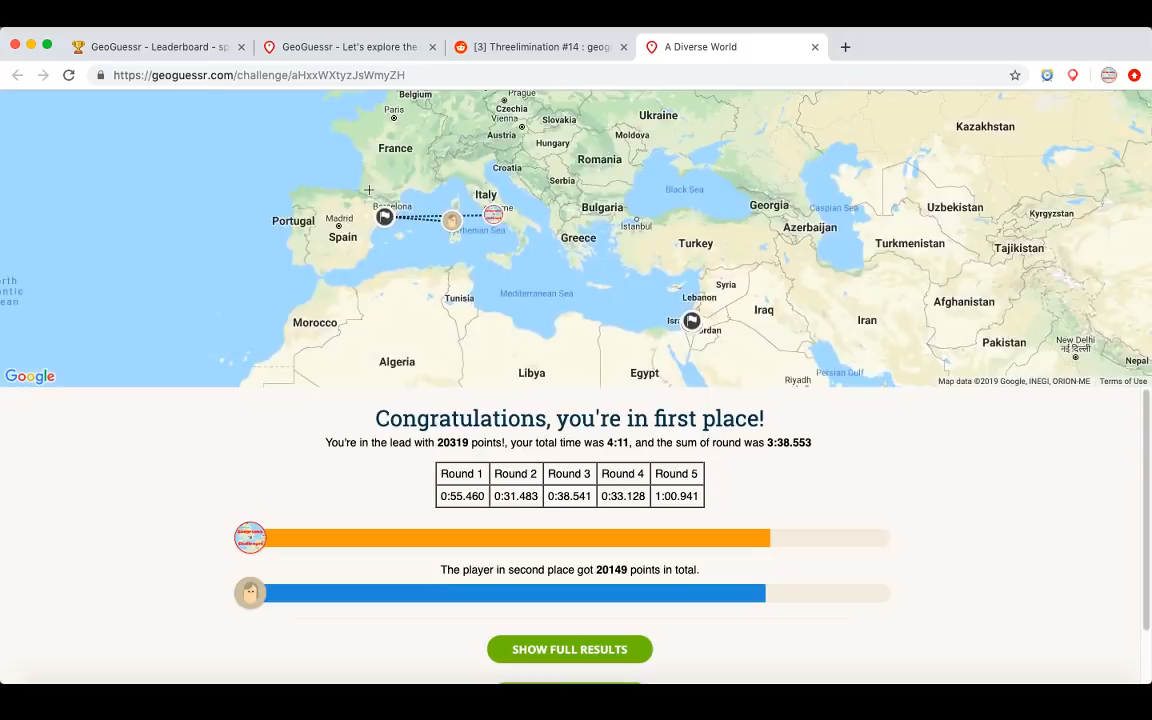 GeoGuessr - Leaderboard - sp
GeoGuessr - Let's explore the
[3] Threelimination #14 : geog
A Diverse World
https://geoguessr.com/challenge/aHxxWXtyzJsWmyZH
Belgium
Prague
Paris
Czechia
Vienna
Slovakia
Ukraine
Kazakhstan
Austria
Hungary
Moldova
France
Croatia
Romania
Serbia
Italy
Black Sea
Barcelona
Bulgaria
Georgia
Caspian Sea
Uzbekistan
Kyrgyzstan
Portugal
Madrid
Spain
Istanbul
Azerbaijan
Greece
Turkey
Turkmenistan
Tajikistan
Syria
Mediterranean Sea
Tunisia
Lebanon
Iraq
Afghanistan
Morocco
Iran
Pakistan
New Delhi
नई दिल्ली
Algeria
Libya
Egypt
Nepal
Persian Gulf
Riyadh
Google
Map data ©2019 Google, INEGI, ORION-ME
Terms of Use
Congratulations, you're in first place!
You're in the lead with 20319 points!, your total time was 4:11, and the sum of round was 3:38.553
Round 1 Round 2 Round 3 Round 4 Round 5
0:55.460 0:31.483 0:38.541 0:33.128 1:00.941
The player in second place got 20149 points in total.
SHOW FULL RESULTS